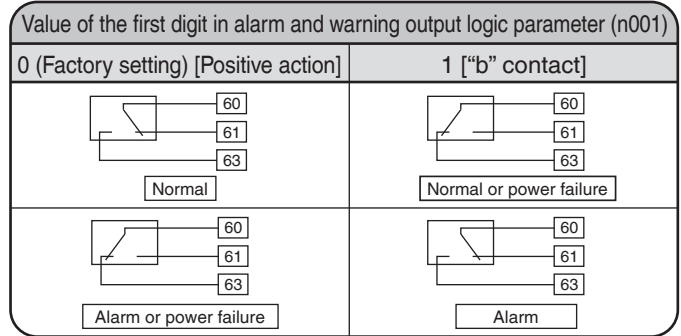 Value of the first digit in alarm and warning output logic parameter (n001)
0 (Factory setting) [Positive action]
1 [“b” contact]
60
61
63
Normal
60
61
63
Normal or power failure
60
61
63
Alarm or power failure
60
61
63
Alarm